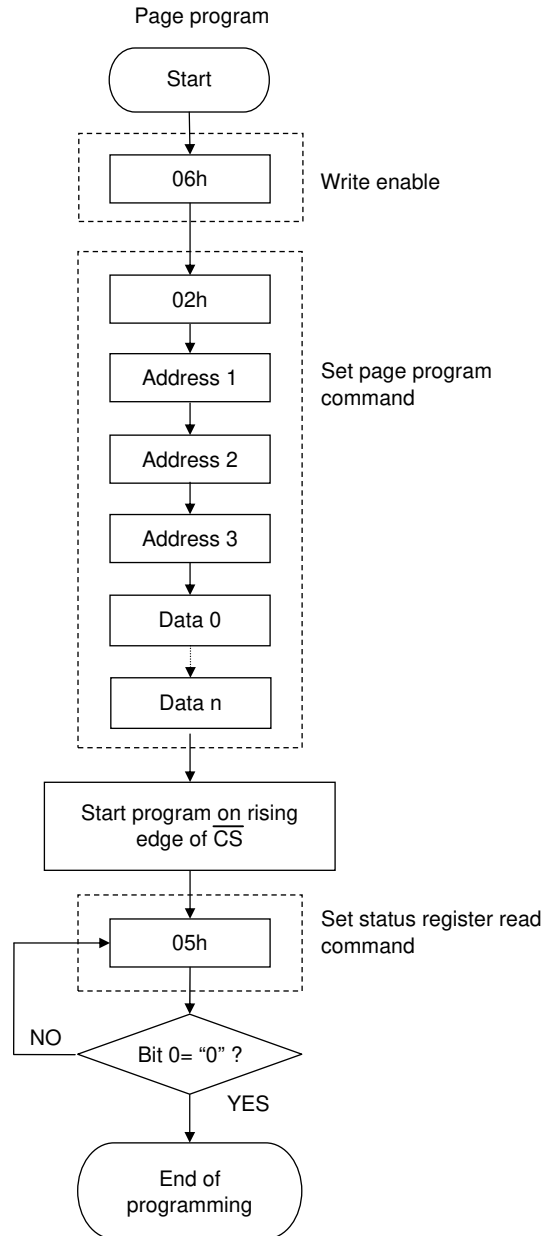 Page program
Start
06h
Write enable
02h
Address 1
Set page program
command
Address 2
Address 3
Data 0
Data n
Start program on rising
edge of C̅S̅
Set status register read
command
05h
NO
Bit 0= “0” ?
YES
End of
programming